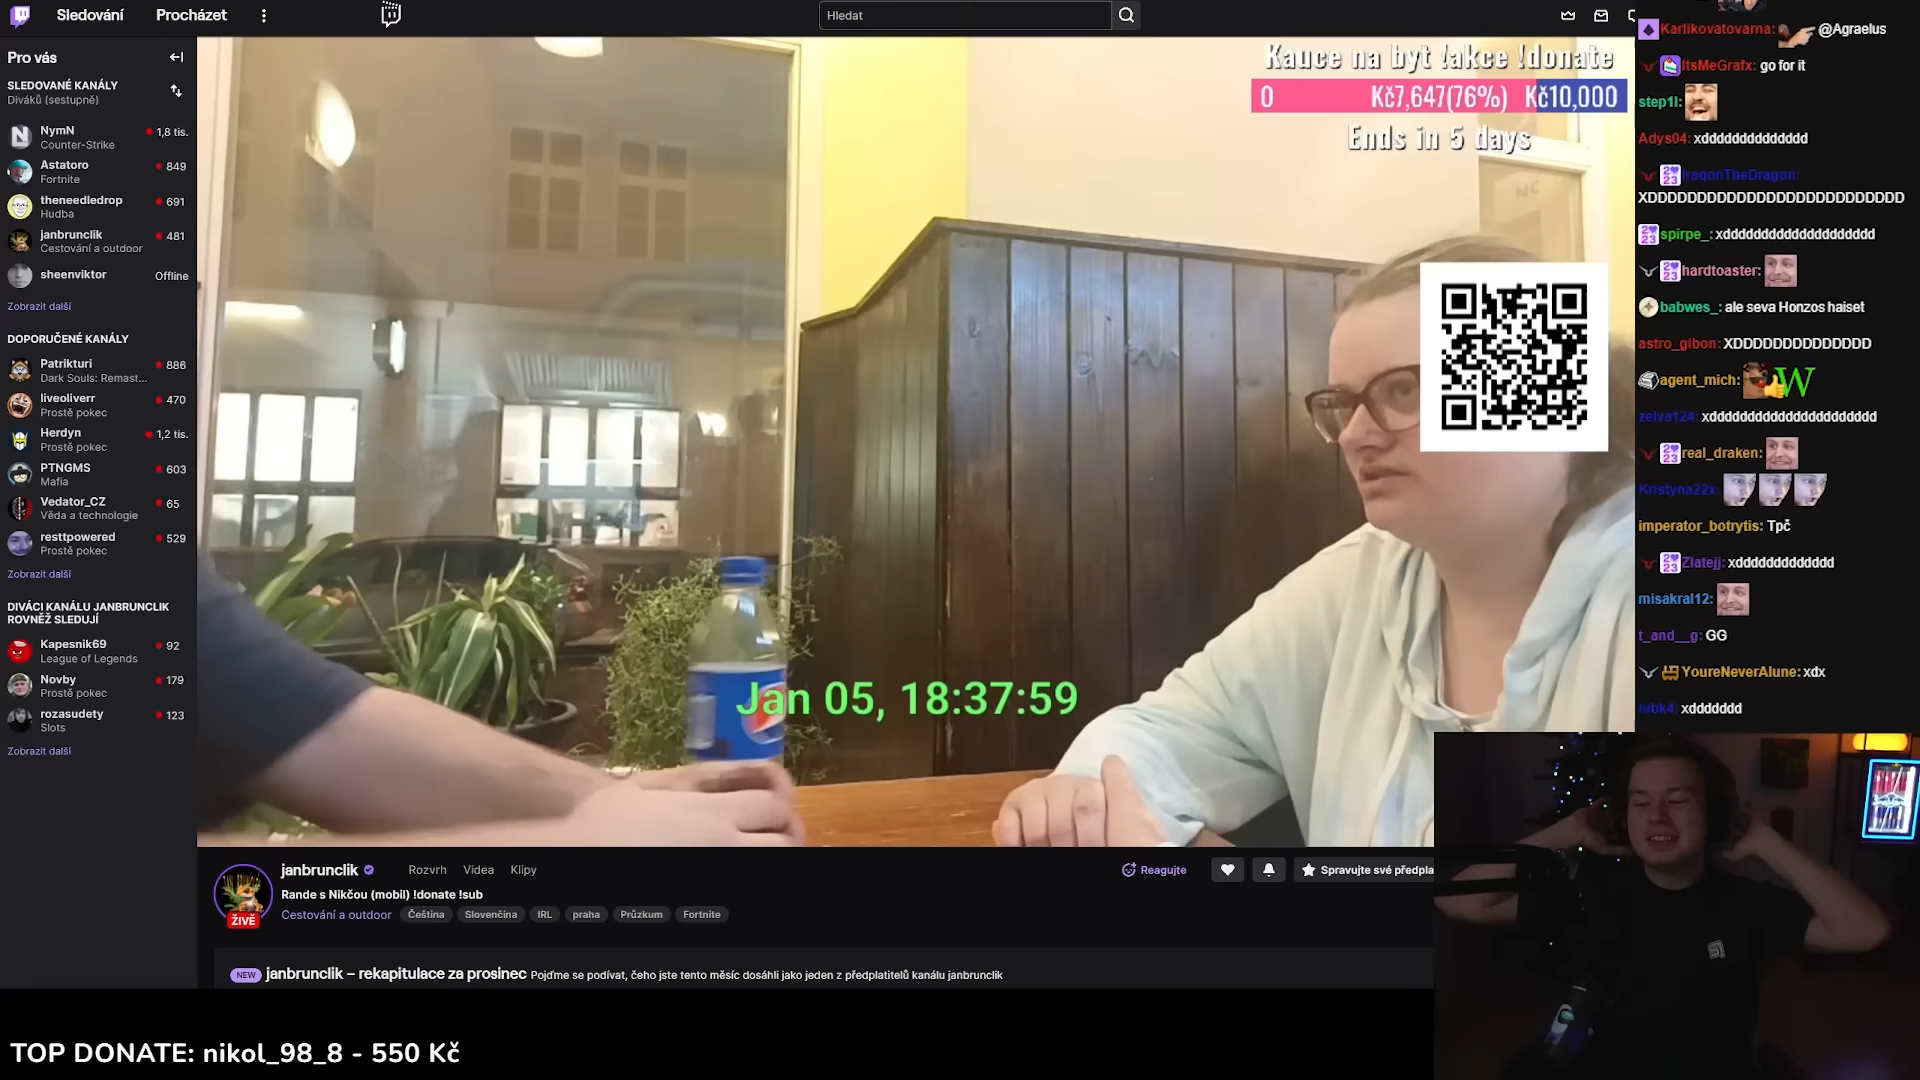 Sledování
Procházet
Hledat
Pro vás
SLEDOVANÉ KANÁLY
Diváků (sestupně)
NymN
1,8 tis.
Counter-Strike
Astatoro
849
Fortnite
theneedledrop
691
Hudba
janbrunclik
481
Cestování a outdoor
sheenviktor
Offline
Zobrazit další
DOPORUČENÉ KANÁLY
Patrikturi
886
Dark Souls: Remast...
liveoliverr
470
Prostě pokec
Herdyn
1,2 tis.
Prostě pokec
PTNGMS
603
Mafia
Vedator_CZ
65
Věda a technologie
resttpowered
529
Prostě pokec
Zobrazit další
DIVÁCI KANÁLU JANBRUNCLIK
ROVNĚŽ SLEDUJÍ
Kapesnik69
92
League of Legends
Novby
179
Prostě pokec
rozasudety
123
Slots
Zobrazit další
Kauce na byt !akce !donate
0 Kč7,647(76%) Kč10,000
Ends in 5 days
NC
Jan 05, 18:37:59
janbrunclik
Rozvrh
Videa
Klipy
Reagujte
Spravujte své předpla
Rande s Nikčou (mobil) !donate !sub
Cestování a outdoor
Čeština
Slovenčina
IRL
praha
Průzkum
Fortnite
ŽIVĚ
NEW janbrunclik – rekapitulace za prosinec Pojďme se podívat, čeho jste tento měsíc dosáhli jako jeden z předplatitelů kanálu janbrunclik
TOP DONATE: nikol_98_8 - 550 Kč
Karlikovatovarna: @Agraelus
ItsMeGrafx: go for it
step1l:
Adys04: xdddddddddddddd
IraqonTheDragon:
XDDDDDDDDDDDDDDDDDDDDDDDDDD
spirpe_: xdddddddddddddddddddd
hardtoaster:
babwes_: ale seva Honzos haiset
astro_gibon: XDDDDDDDDDDDDDD
agent_mich: W
zelva124: xdddddddddddddddddddddd
real_draken:
Kristyna22x:
imperator_botrytis: Tpč
Zlatejj: xddddddddddddd
misakral12:
t_and__g: GG
YoureNeverAlune: xdx
lubk4: xddddddd